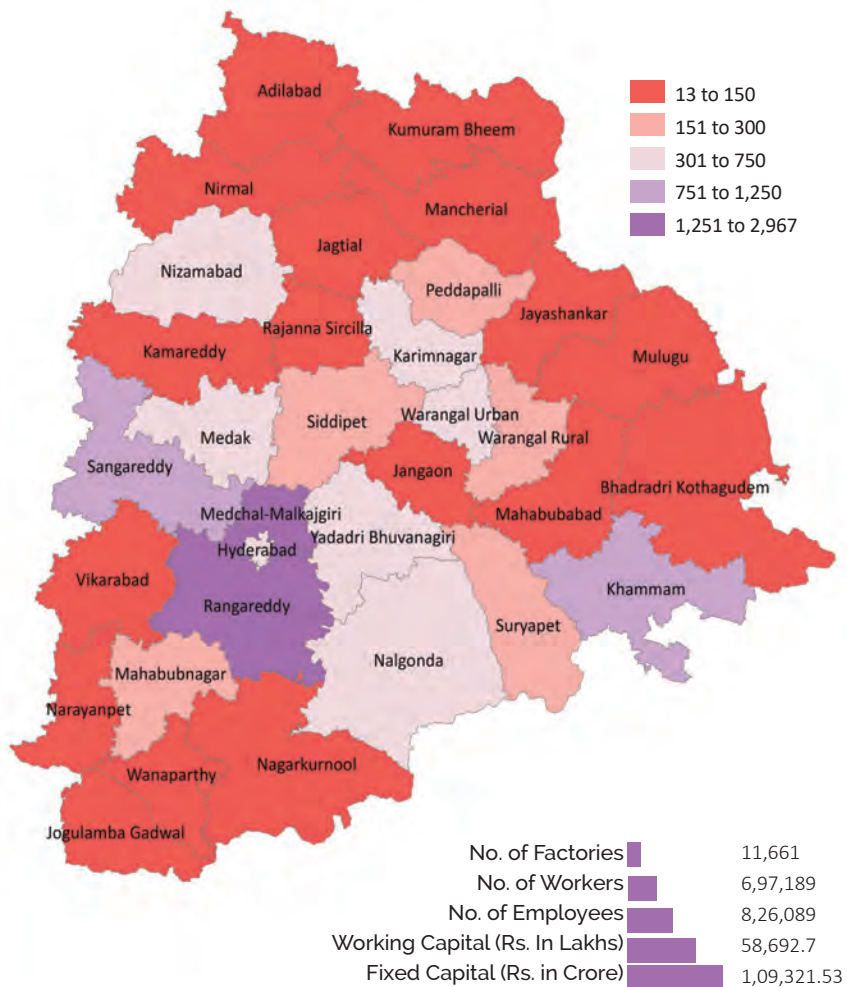 Adilabad
13 to 150
151 to 300
301 to 750
751 to 1,250
1,251 to 2,967
Kumuram Bheem
Nirmal
Mancherial
Jagtial
Nizamabad
Peddapalli
Jayashankar
Rajanna Sircilla
Kamareddy
Karimnagar
Mulugu
Warangal Urban
Siddipet
Medak
Warangal Rural
Sangareddy
Jangaon
Bhadradri Kothagudem
Medchal-Malkajgiri
Mahabubabad
Yadadri Bhuvanagiri
Hyderabad
Vikarabad
Khammam
Rangareddy
Suryapet
Nalgonda
Mahabubnagar
Narayanpet
Nagarkurnool
Wanaparthy
Jogulamba Gadwal
No. of Factories 11,661
No. of Workers 6,97,189
No. of Employees 8,26,089
Working Capital (Rs. In Lakhs) 58,692.7
Fixed Capital (Rs. in Crore) 1,09,321.53